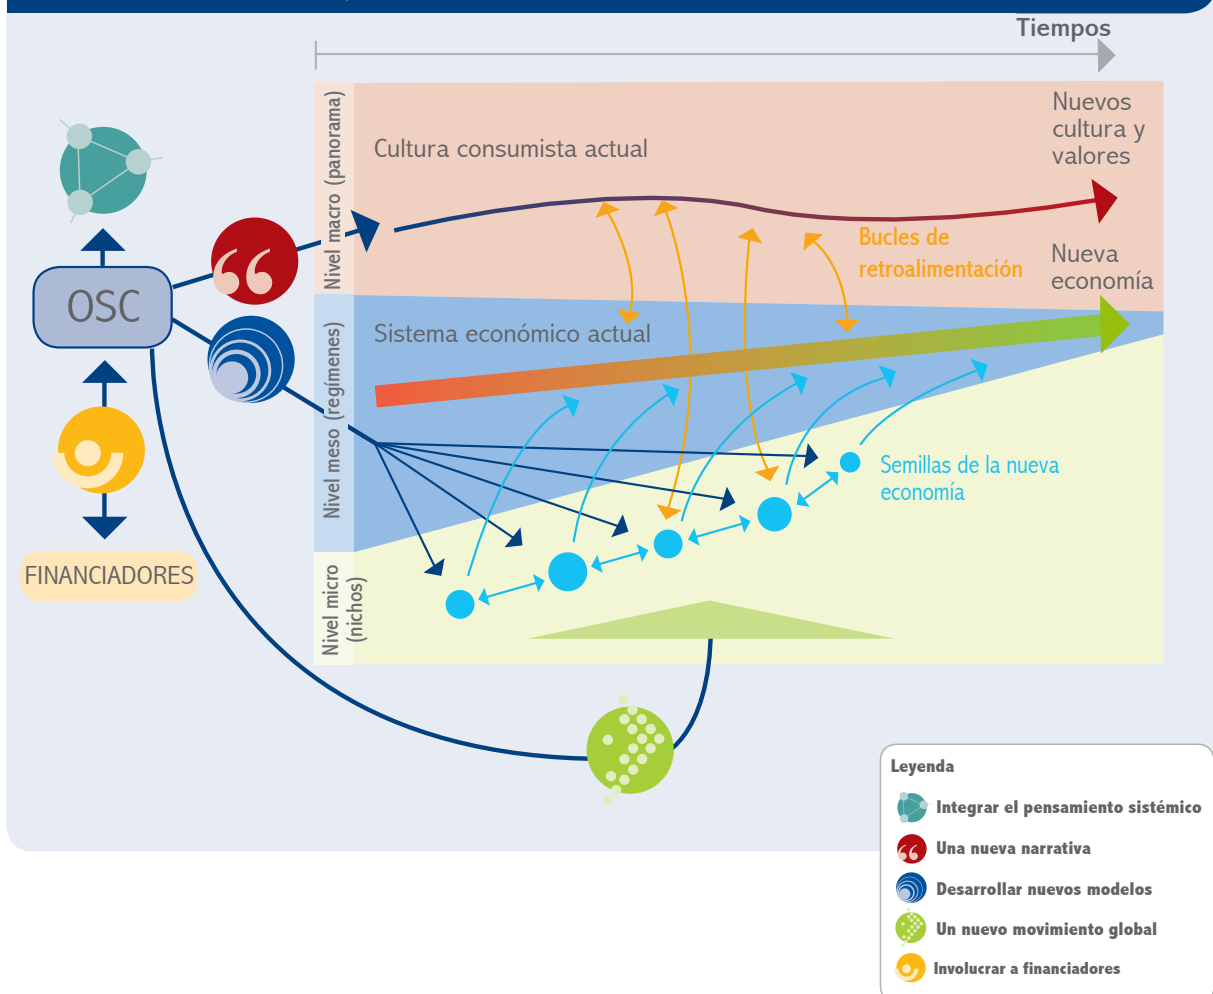 Tiempos
Nivel macro (panorama)
Cultura consumista actual
Nuevos
cultura y
valores
Bucles de
retroalimentación
Nueva
economía
OSC
Nivel meso (regímenes)
Sistema económico actual
Semillas de la nueva
economía
FINANCIADORES
Nivel micro
(nichos)
Leyenda
Integrar el pensamiento sistémico
Una nueva narrativa
Desarrollar nuevos modelos
Un nuevo movimiento global
Involucrar a financiadores